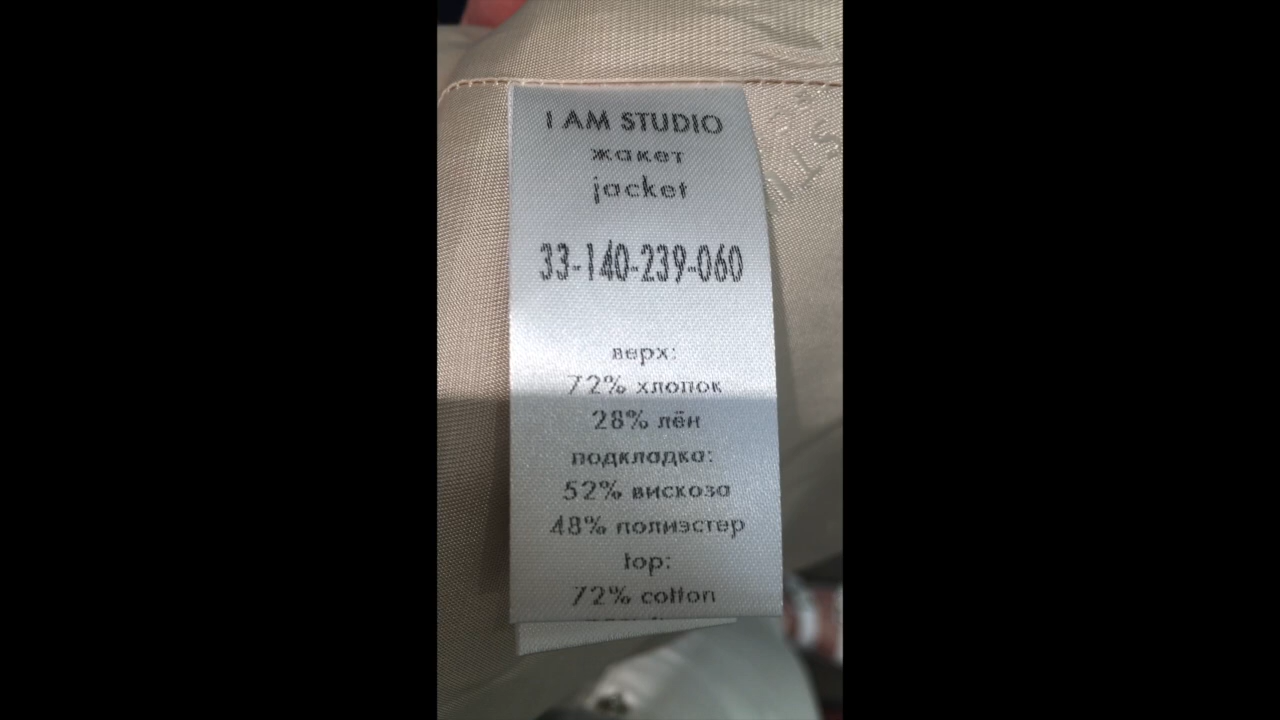 I AM STUDIO
жакет
jacket
33-140-239-060
верх:
72% хлопок
28% лён
подкладка:
52% вискоза
48% полиэстер
top:
72% cotton